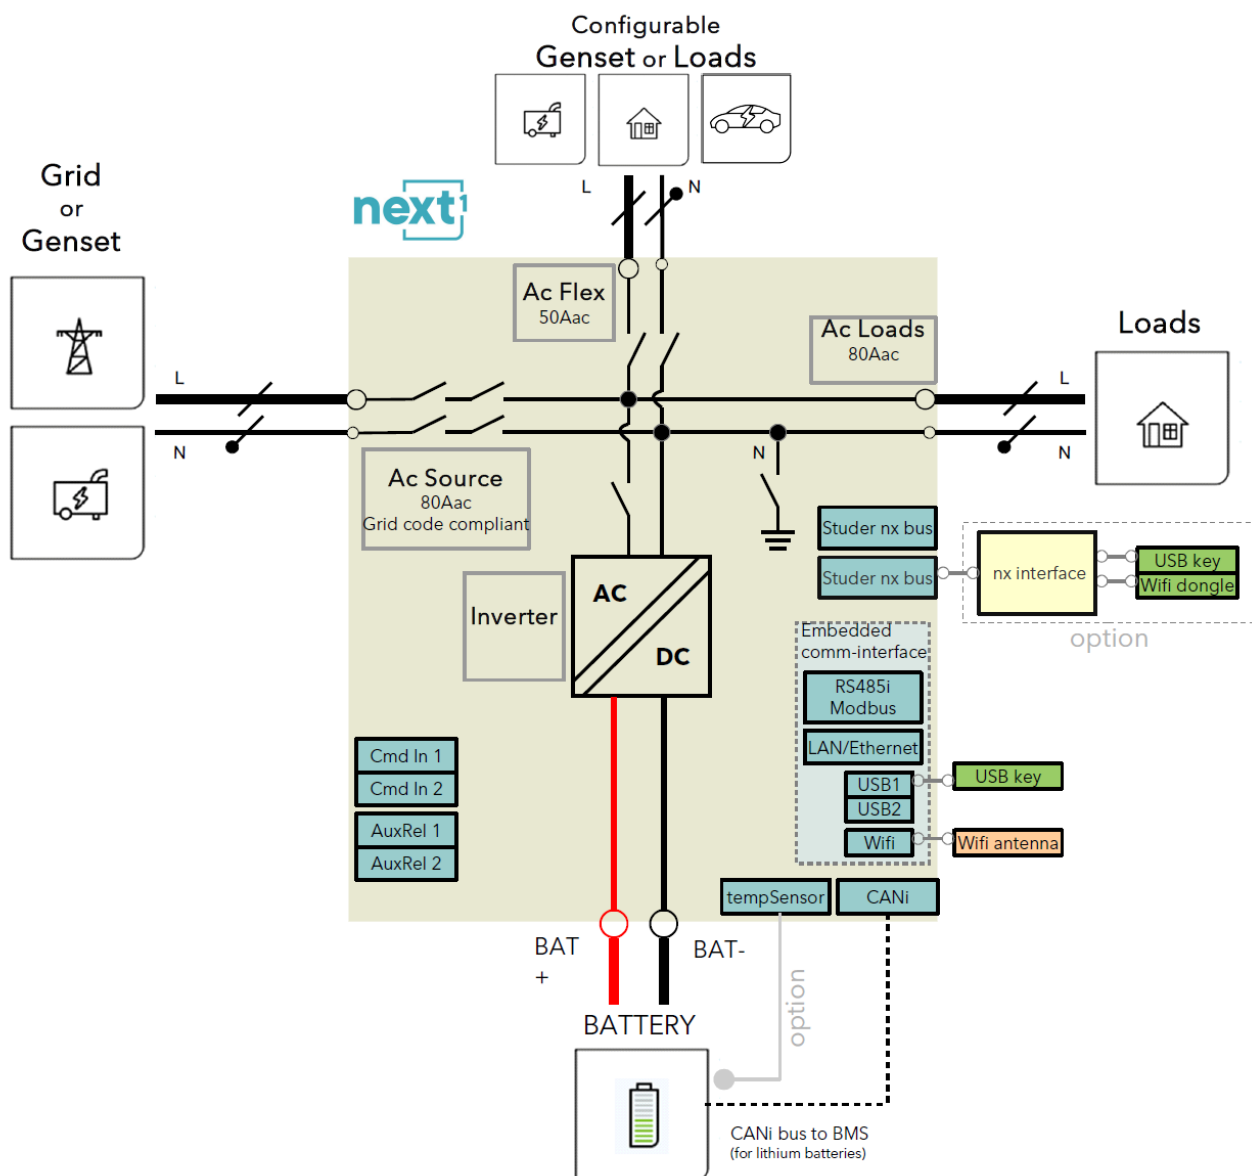 Configurable
Genset or Loads
L
N
Grid
or
Genset
next1
Ac Flex
50Aac
Ac Loads
80Aac
Loads
L
L
N
N
N
Ac Source
80Aac
Grid code compliant
Studer nx bus
Studer nx bus
nx interface
USB key
Wifi dongle
option
AC
DC
Inverter
Embedded
comm-interface
RS485i
Modbus
LAN/Ethernet
USB1
USB2
Wifi
USB key
Wifi antenna
Cmd In 1
Cmd In 2
AuxRel 1
AuxRel 2
tempSensor
CANi
BAT
+
BAT-
option
BATTERY
CANi bus to BMS
(for lithium batteries)